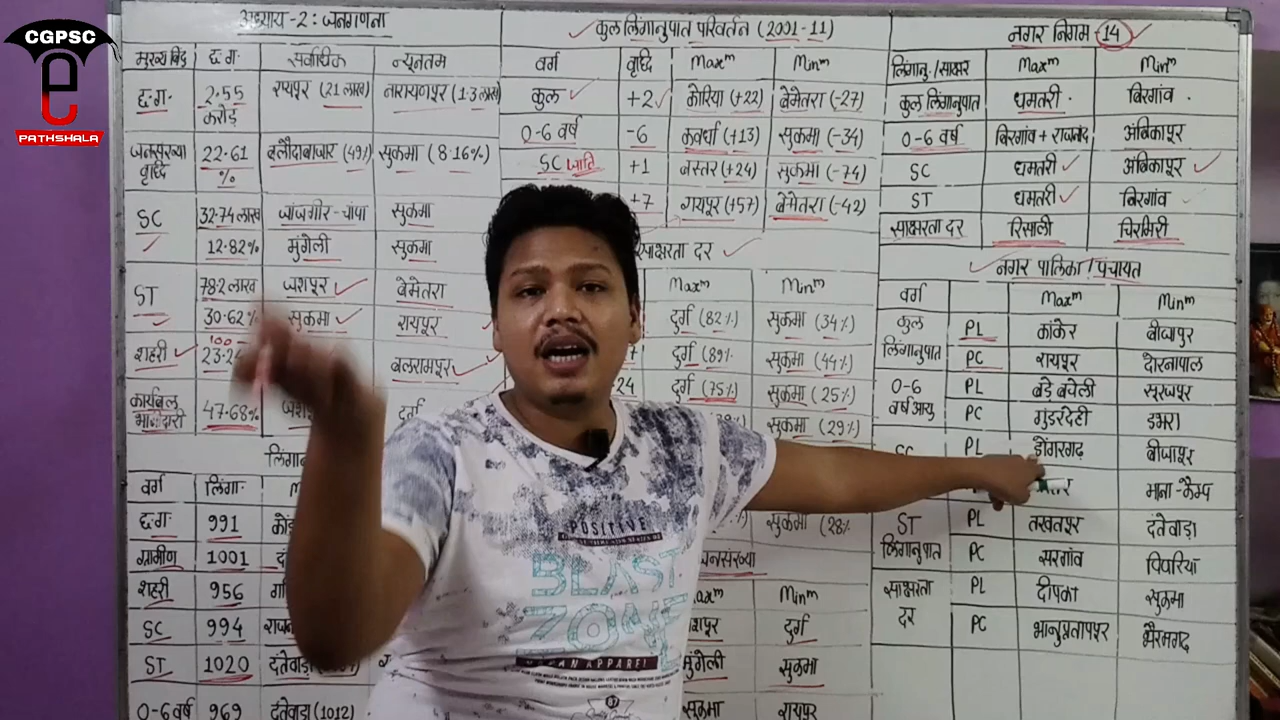 CGPSC
e
PATHSHALA
अध्याय-2 : जनगणना
मुख्य बिंदु छ.ग. सर्वाधिक न्यूनतम
छ.ग. 2.55 करोड़ रायपुर (21 लाख) नारायणपुर (1.3 लाख)
जनसंख्या वृध्दि 22.61 % बलौदाबाजार (49%) सुकमा (8.16%)
SC 32.74 लाख जांजगीर-चांपा सुकमा
12.82% मुंगेली सुकमा
ST 78.2 लाख जशपुर बेमेतरा
30.62% सुकमा रायपुर
शहरी 23.24 बलरामपुर
कार्यबल भागीदारी 47.68% दुर्ग
वर्ग लिंगा.
छ.ग. 991
ग्रामीण 1001
शहरी 956
SC 994
ST 1020 दंतेवाड़ा
0-6 वर्ष 969 दंतेवाड़ा (1012)
कुल लिंगानुपात परिवर्तन (2001-11)
वर्ग वृध्दि Maxm Minm
कुल +2 कोरिया (+22) बेमेतरा (-27)
0-6 वर्ष -6 कवर्धा (+13) सुकमा (-34)
SC जाति +1 बस्तर (+24) सुकमा (-74)
+7 रायपुर (+57) बेमेतरा (-42)
साक्षरता दर
Maxm Minm
दुर्ग (82%) सुकमा (34%)
दुर्ग (89% सुकमा (44%)
24 दुर्ग (75%) सुकमा (25%)
सुकमा (29%)
सुकमा (28%
जनसंख्या
Maxm Minm
जशपुर दुर्ग
मुंगेली सुकमा
सुकमा रायपुर
नगर निगम - 14
लिंगानु./साक्षर Maxm Minm
कुल लिंगानुपात धमतरी बिरगांव
0-6 वर्ष बिरगांव + राजनांद अंबिकापुर
SC धमतरी अंबिकापुर
ST धमतरी बिरगांव
साक्षरता दर रिसाली चिरमिरी
नगर पालिका / पंचायत
वर्ग Maxm Minm
कुल लिंगानुपात PL कांकेर बीजापुर
PC रायपुर दोरनापाल
0-6 वर्ष आयु PL बड़े बचेली सूरजपुर
PC गुंडरदेही डभरा
SC PL डोंगरगढ़ बीजापुर
माना-कैम्प
ST लिंगानुपात PL तखतपुर दंतेवाड़ा
PC सरगांव पिपरिया
साक्षरता दर PL दीपका सुकमा
PC भानुप्रतापपुर भैरमगढ़
POSITIVE
BLAST
ZONE
URBAN APPAREL